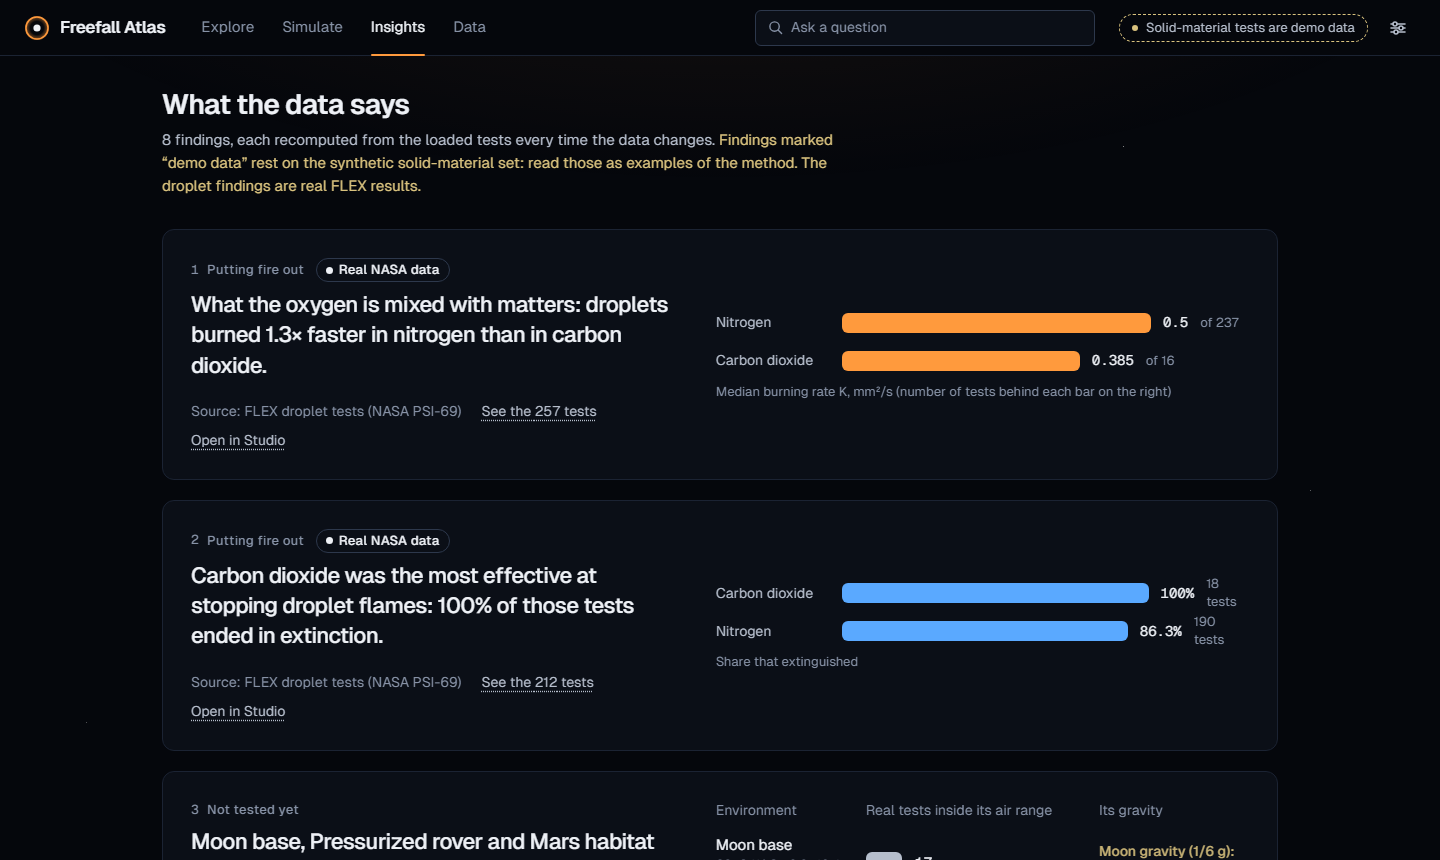 Freefall Atlas
Explore
Simulate
Insights
Data
Ask a question
Solid-material tests are demo data
What the data says
8 findings, each recomputed from the loaded tests every time the data changes. Findings marked
“demo data” rest on the synthetic solid-material set: read those as examples of the method. The
droplet findings are real FLEX results.
1 Putting fire out
Real NASA data
What the oxygen is mixed with matters: droplets
burned 1.3× faster in nitrogen than in carbon
dioxide.
Source: FLEX droplet tests (NASA PSI-69)
See the 257 tests
Open in Studio
Nitrogen
0.5
of 237
Carbon dioxide
0.385
of 16
Median burning rate K, mm²/s (number of tests behind each bar on the right)
2 Putting fire out
Real NASA data
Carbon dioxide was the most effective at
stopping droplet flames: 100% of those tests
ended in extinction.
Source: FLEX droplet tests (NASA PSI-69)
See the 212 tests
Open in Studio
Carbon dioxide
100%
18
tests
Nitrogen
86.3%
190
tests
Share that extinguished
3 Not tested yet
Moon base, Pressurized rover and Mars habitat
Environment
Real tests inside its air range
Its gravity
Moon base
Moon gravity (1/6 g):